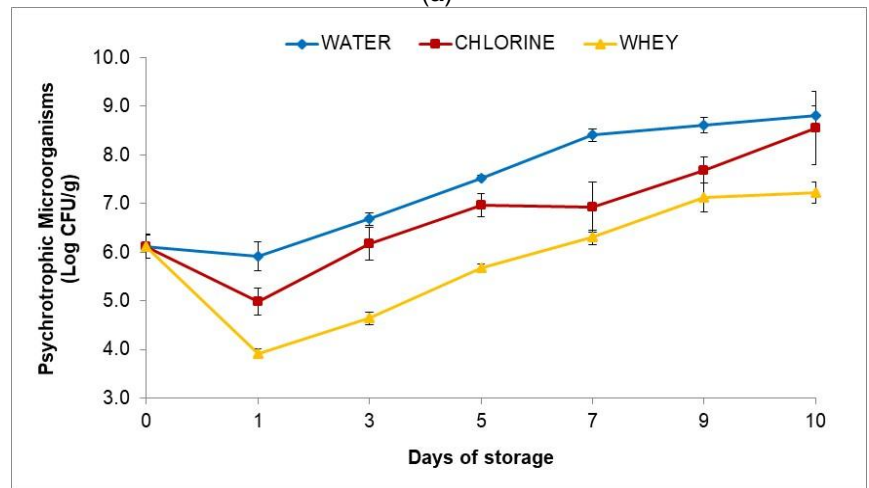 (a)
WATER CHLORINE WHEY
Psychrotrophic Microorganisms
(Log CFU/g)
10.0
9.0
8.0
7.0
6.0
5.0
4.0
3.0
0 1 3 5 7 9 10
Days of storage